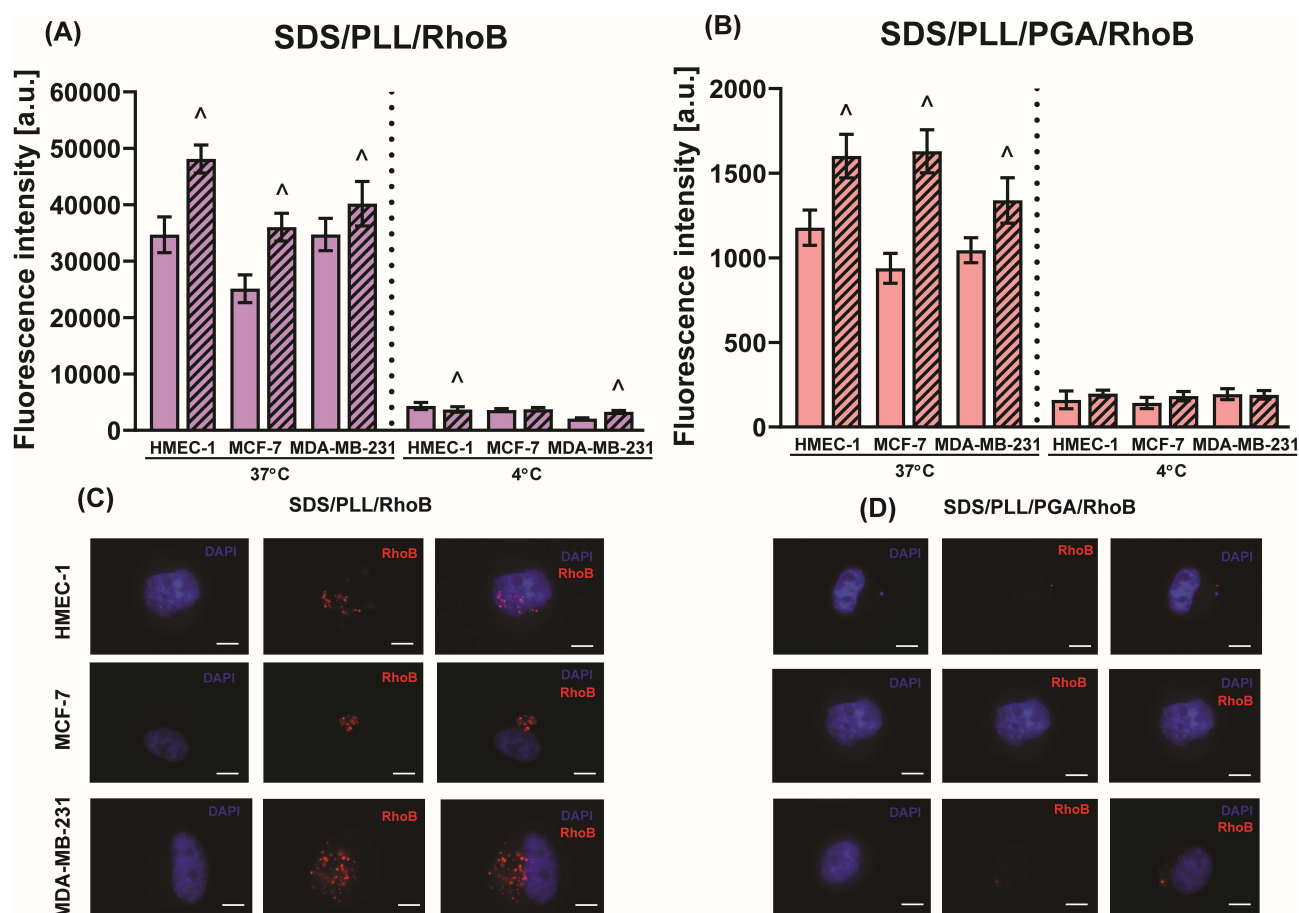 (A)
SDS/PLL/RhoB
Fluorescence intensity [a.u.]
60000
50000
40000
30000
20000
10000
0
^
^
^
^
^
HMEC-1 MCF-7 MDA-MB-231 HMEC-1 MCF-7 MDA-MB-231
37°C 4°C
(B)
SDS/PLL/PGA/RhoB
Fluorescence intensity [a.u.]
2000
1500
1000
500
0
^
^
^
HMEC-1 MCF-7 MDA-MB-231 HMEC-1 MCF-7 MDA-MB-231
37°C 4°C
(C)
SDS/PLL/RhoB
HMEC-1
DAPI
RhoB
DAPI
RhoB
MCF-7
DAPI
RhoB
DAPI
RhoB
MDA-MB-231
DAPI
RhoB
DAPI
RhoB
(D)
SDS/PLL/PGA/RhoB
DAPI
RhoB
DAPI
DAPI
RhoB
DAPI
RhoB
DAPI
RhoB
DAPI
RhoB